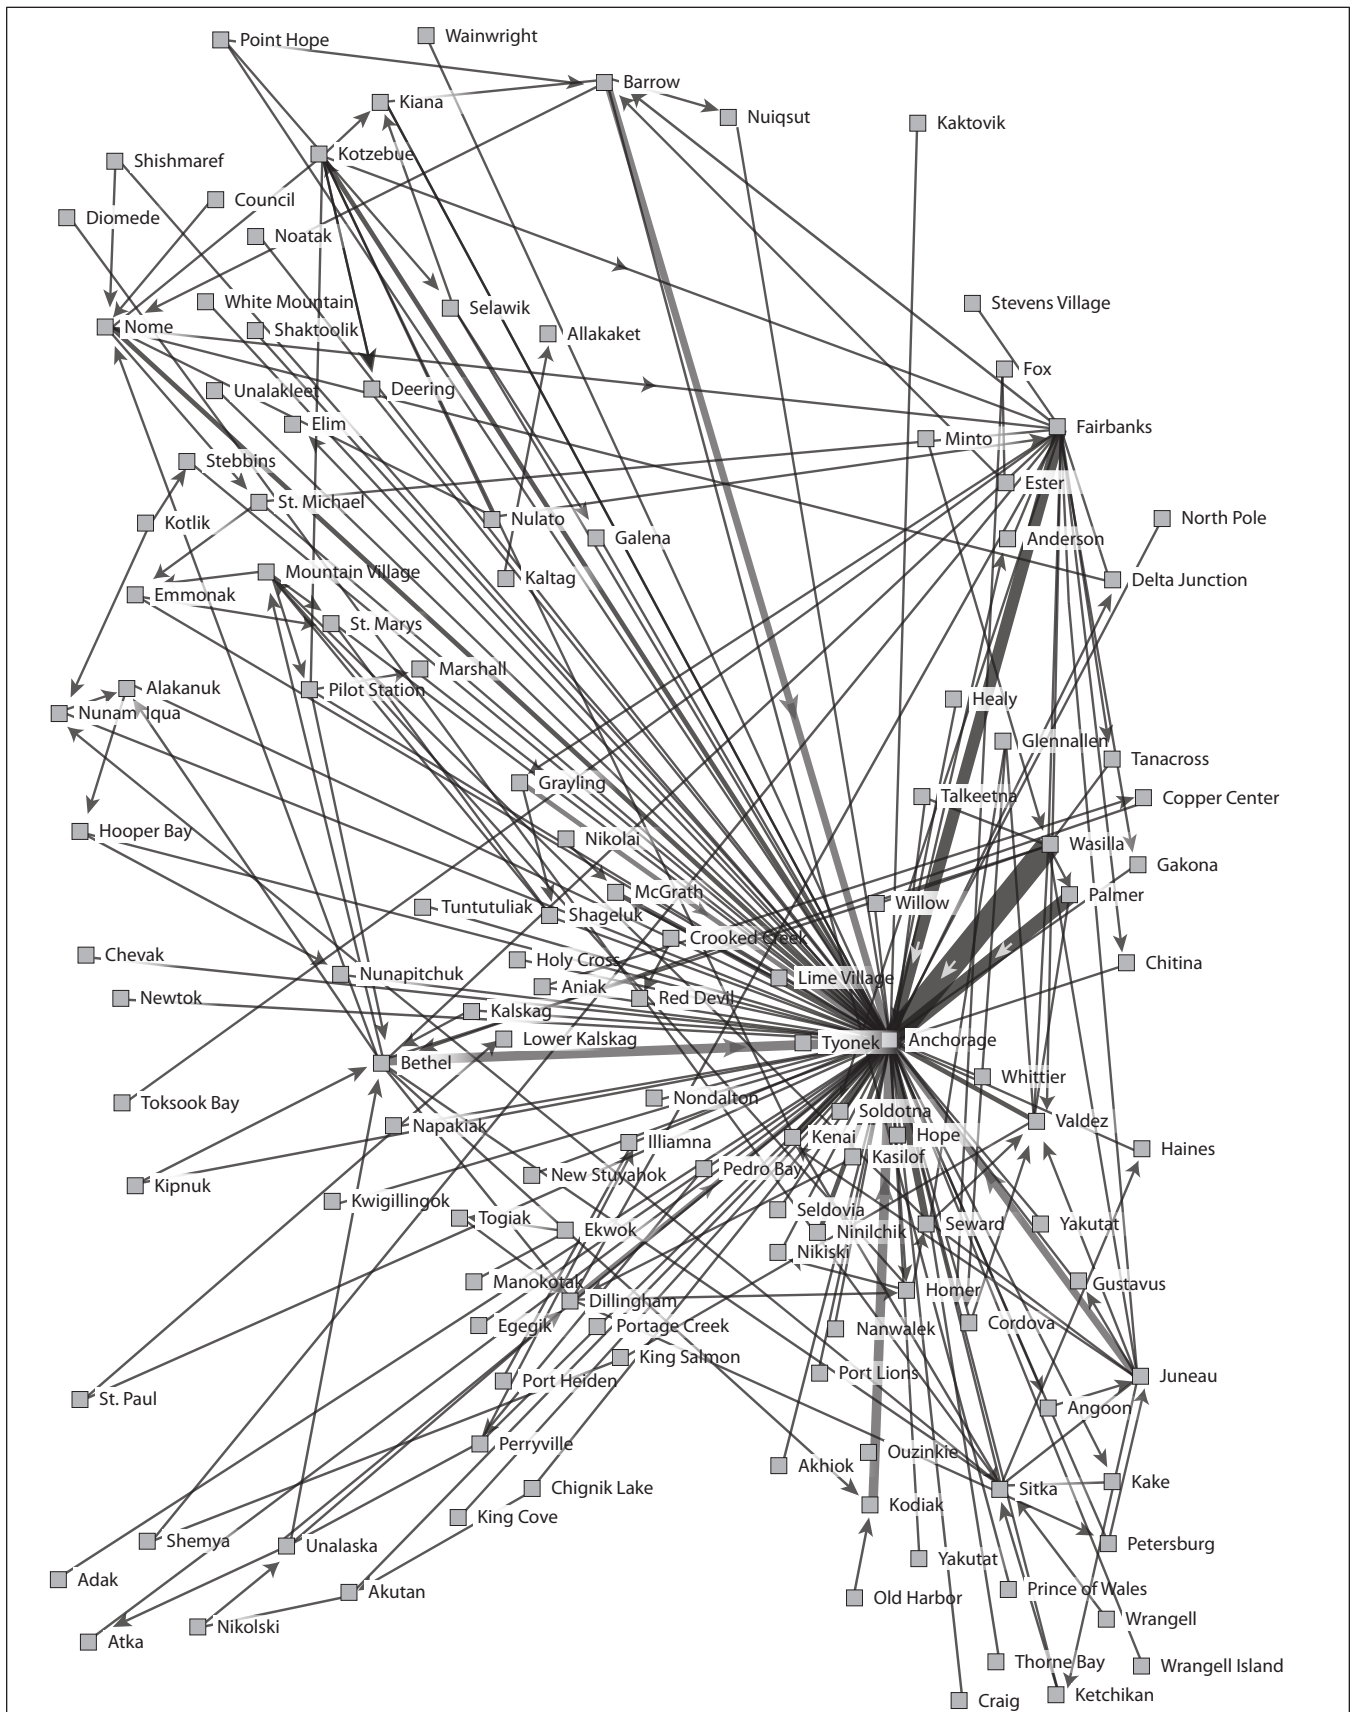 Wainwright
Point Hope
Barrow
Kiana
Nuiqsut
Kaktovik
Kotzebue
Shishmaref
Council
Diomede
Noatak
White Mountain
Stevens Village
Selawik
Nome
Shaktoolik
Allakaket
Fox
Unalakleet
Deering
Elim
Fairbanks
Minto
Stebbins
Ester
St. Michael
North Pole
Kotlik
Nulato
Galena
Anderson
Mountain Village
Kaltag
Delta Junction
Emmonak
St. Marys
Marshall
Alakanuk
Pilot Station
Healy
Nunam Iqua
Glennallen
Tanacross
Grayling
Talkeetna
Copper Center
Hooper Bay
Nikolai
Wasilla
Gakona
McGrath
Palmer
Tuntutuliak
Shageluk
Willow
Crooked Creek
Chevak
Holy Cross
Chitina
Nunapitchuk
Lime Village
Aniak
Newtok
Red Devil
Kalskag
Lower Kalskag
Tyonek
Anchorage
Bethel
Whittier
Toksook Bay
Nondalton
Soldotna
Napakiak
Valdez
Illiamna
Kenai
Hope
Haines
Kasilof
Pedro Bay
Kipnuk
New Stuyahok
Kwigillingok
Seldovia
Togiak
Ekwok
Ninilchik
Seward
Yakutat
Nikiski
Manokotak
Gustavus
Homer
Dillingham
Egegik
Portage Creek
Nanwalek
Cordova
King Salmon
Port Heiden
Port Lions
Juneau
St. Paul
Angoon
Perryville
Ouzinkie
Akhiok
Kake
Chignik Lake
Sitka
Kodiak
King Cove
Shemya
Unalaska
Petersburg
Yakutat
Adak
Akutan
Prince of Wales
Old Harbor
Wrangell
Nikolski
Atka
Thorne Bay
Wrangell Island
Craig
Ketchikan